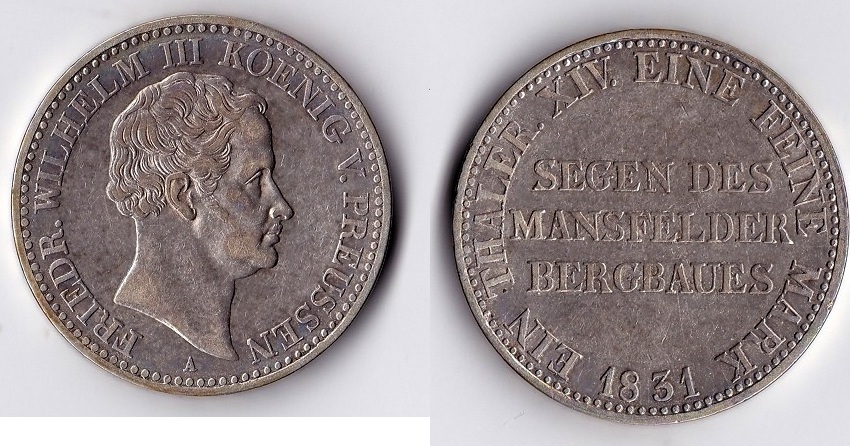 FRIEDR. WILHELM III KOENIG V. PREUSSEN
A
EIN THALER. XIV. EINE FEINE MARK
SEGEN DES
MANSFELDER
BERGBAUES
1831